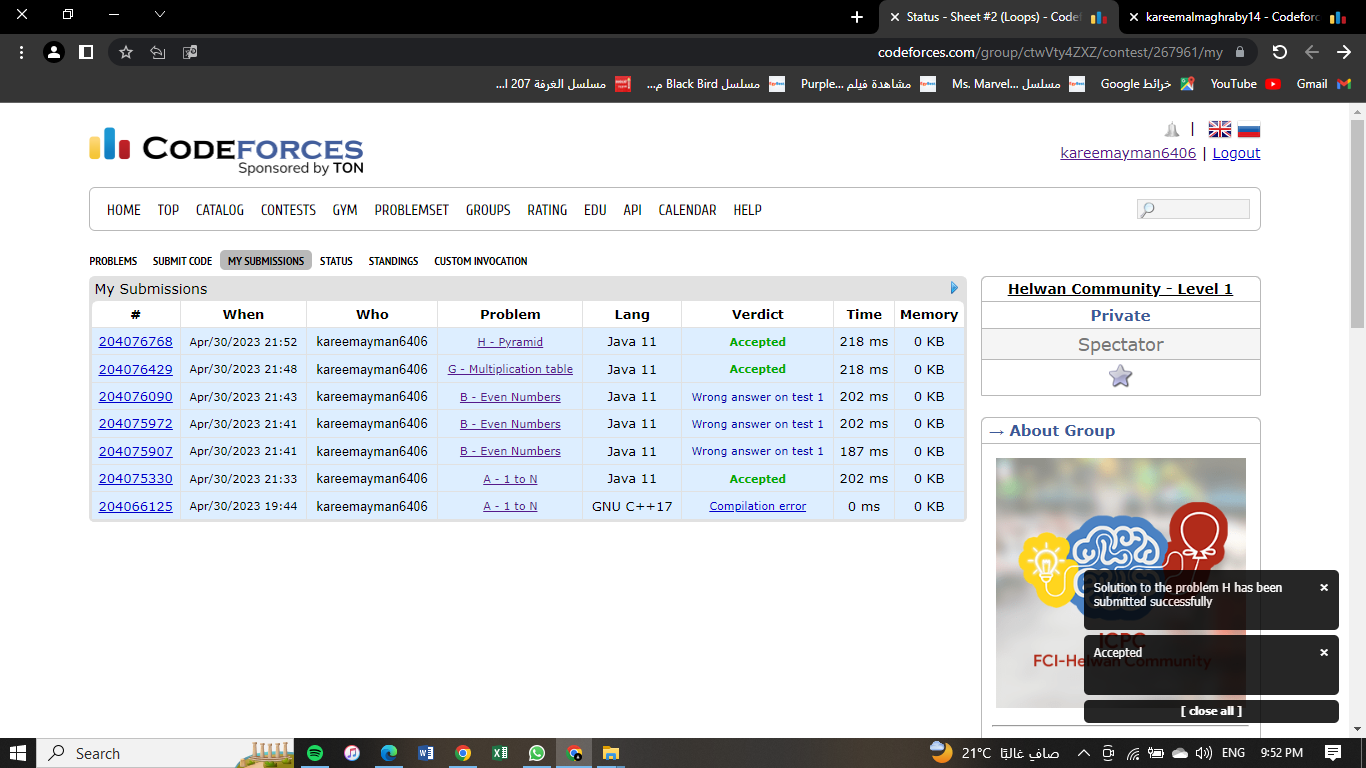 Status - Sheet #2 (Loops) - Codef
kareemalmaghraby14 - Codeforc
codeforces.com/group/ctwVty4ZXZ/contest/267961/my
مسلسل الغرفة 207 ا...
مسلسل Black Bird م...
مشاهدة فيلم Purple...
مسلسل Ms. Marvel...
خرائط Google
YouTube
Gmail
CODEFORCES
Sponsored by TON
kareemayman6406 | Logout
HOME TOP CATALOG CONTESTS GYM PROBLEMSET GROUPS RATING EDU API CALENDAR HELP
PROBLEMS SUBMIT CODE MY SUBMISSIONS STATUS STANDINGS CUSTOM INVOCATION
My Submissions
# When Who Problem Lang Verdict Time Memory
204076768 Apr/30/2023 21:52 kareemayman6406 H - Pyramid Java 11 Accepted 218 ms 0 KB
204076429 Apr/30/2023 21:48 kareemayman6406 G - Multiplication table Java 11 Accepted 218 ms 0 KB
204076090 Apr/30/2023 21:43 kareemayman6406 B - Even Numbers Java 11 Wrong answer on test 1 202 ms 0 KB
204075972 Apr/30/2023 21:41 kareemayman6406 B - Even Numbers Java 11 Wrong answer on test 1 202 ms 0 KB
204075907 Apr/30/2023 21:41 kareemayman6406 B - Even Numbers Java 11 Wrong answer on test 1 187 ms 0 KB
204075330 Apr/30/2023 21:33 kareemayman6406 A - 1 to N Java 11 Accepted 202 ms 0 KB
204066125 Apr/30/2023 19:44 kareemayman6406 A - 1 to N GNU C++17 Compilation error 0 ms 0 KB
Helwan Community - Level 1
Private
Spectator
→ About Group
ICPC
FCI-Helwan Community
Solution to the problem H has been
submitted successfully
Accepted
[ close all ]
Search
21°C صافٍ غالبًا
ENG
9:52 PM